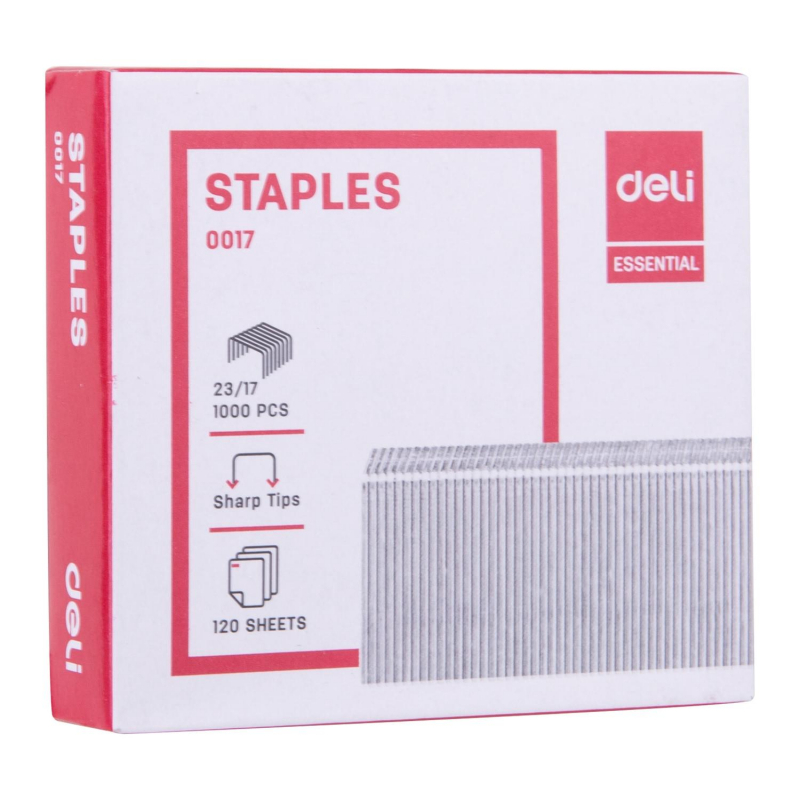 STAPLES
0017
deli
STAPLES
0017
23/17
1000 PCS
Sharp Tips
120 SHEETS
deli
ESSENTIAL